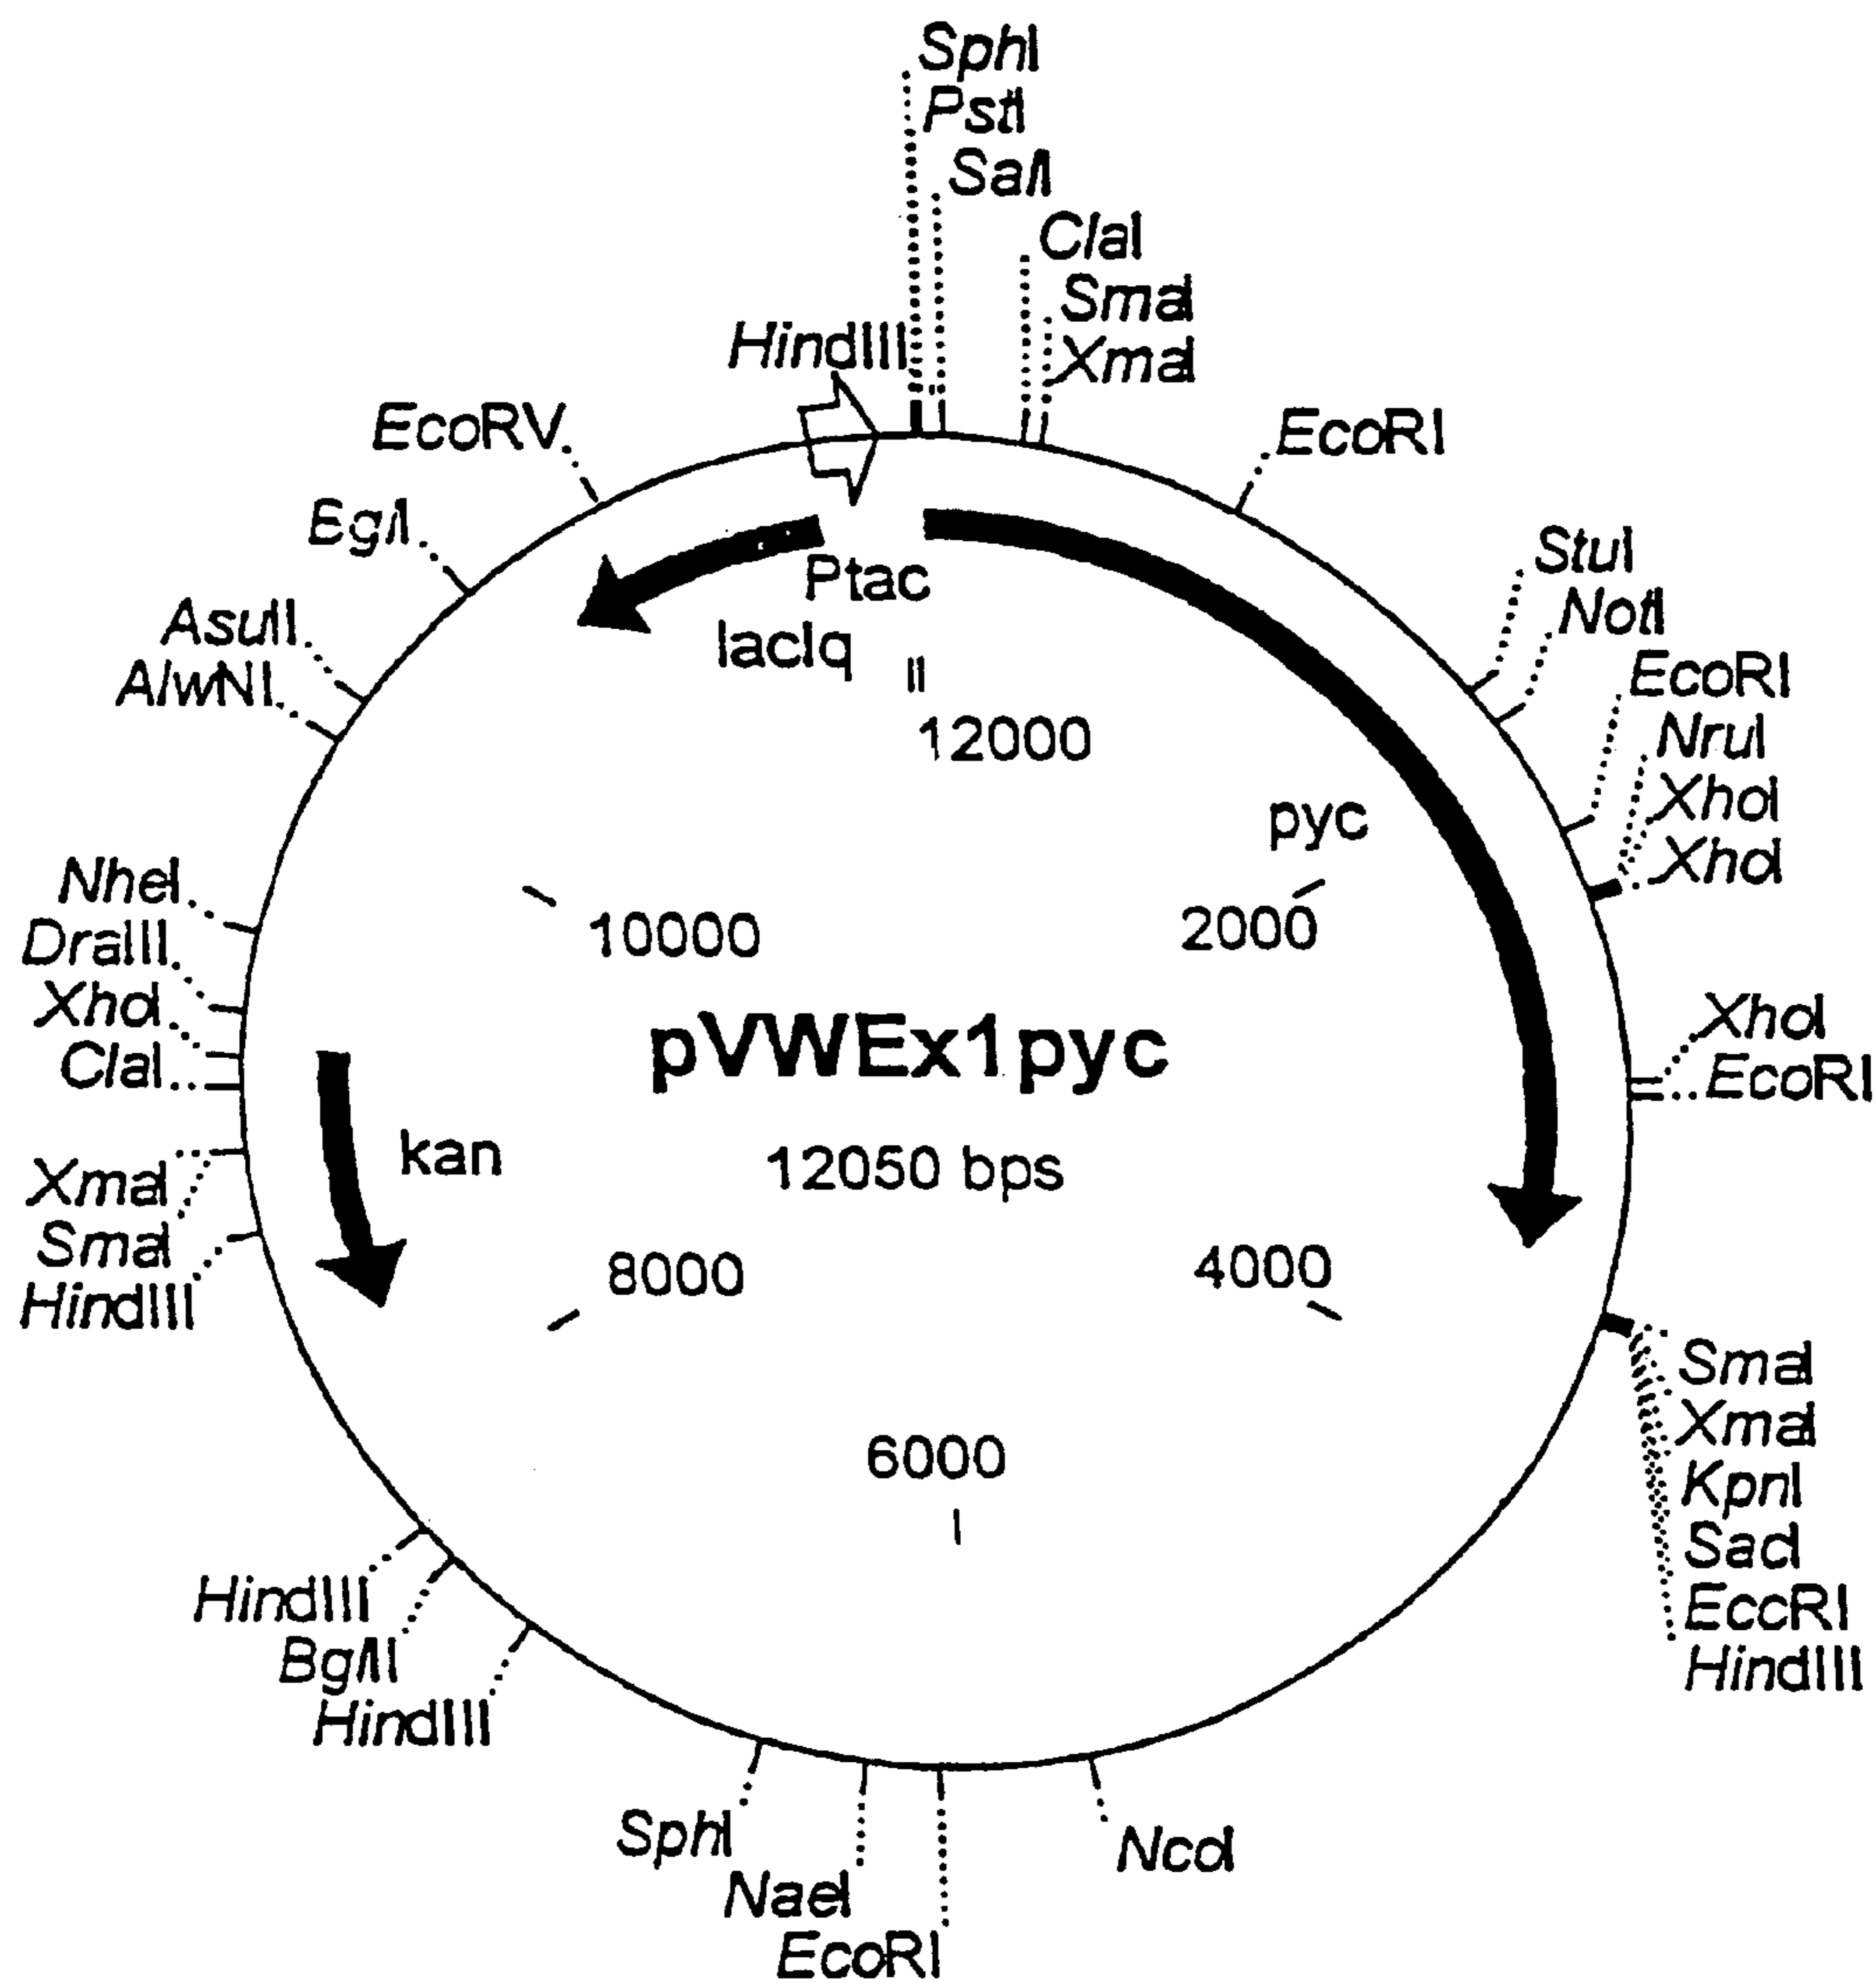 SphI
PstI
SalI
ClaI
SmaI
XmaI
HindIII
EcoRV
EcoRI
BglI
StuI
NotI
Ptac
AsuII
lacIq
EcoRI
AlwNI
12000
NruI
XhoI
pyc
XhoI
NheI
10000
2000
DraIII
XhoI
XhoI
pVWEx1pyc
ClaI
EcoRI
kan
12050 bps
XmaI
SmaI
8000
4000
HindIII
SmaI
XmaI
6000
KpnI
SacI
HindIII
EccRI
BglII
HindIII
HindIII
SphI
NcoI
NaeI
EcoRI